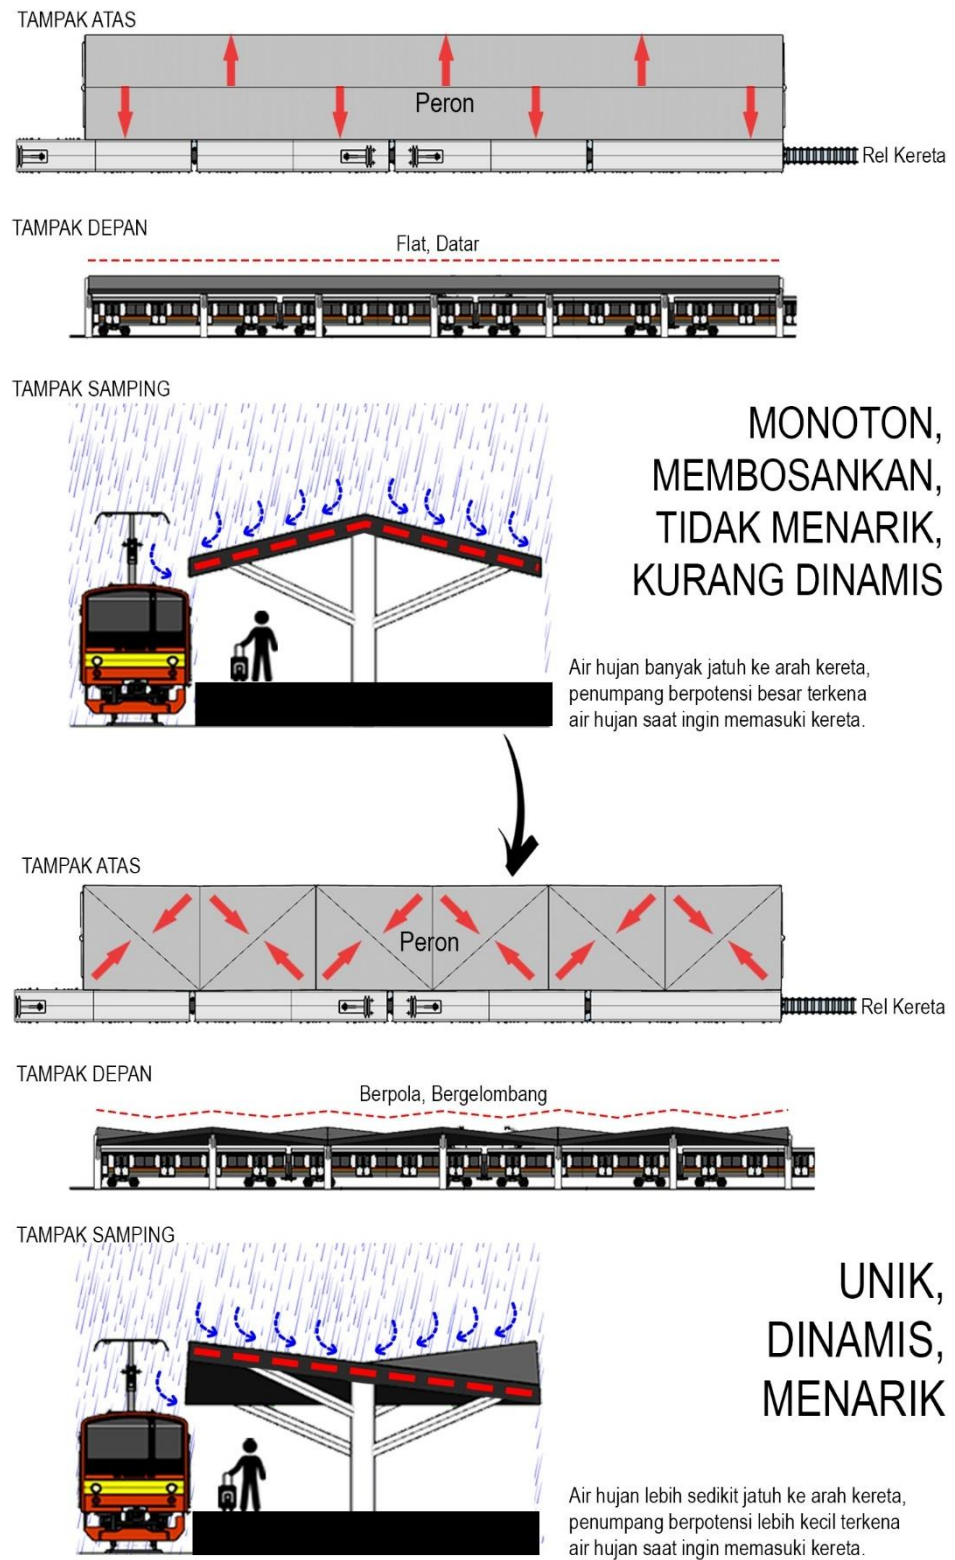 TAMPAK ATAS
Peron
Rel Kereta
TAMPAK DEPAN
Flat, Datar
TAMPAK SAMPING
MONOTON,
MEMBOSANKAN,
TIDAK MENARIK,
KURANG DINAMIS
Air hujan banyak jatuh ke arah kereta,
penumpang berpotensi besar terkena
air hujan saat ingin memasuki kereta.
TAMPAK ATAS
Peron
Rel Kereta
TAMPAK DEPAN
Berpola, Bergelombang
TAMPAK SAMPING
UNIK,
DINAMIS,
MENARIK
Air hujan lebih sedikit jatuh ke arah kereta,
penumpang berpotensi lebih kecil terkena
air hujan saat ingin memasuki kereta.